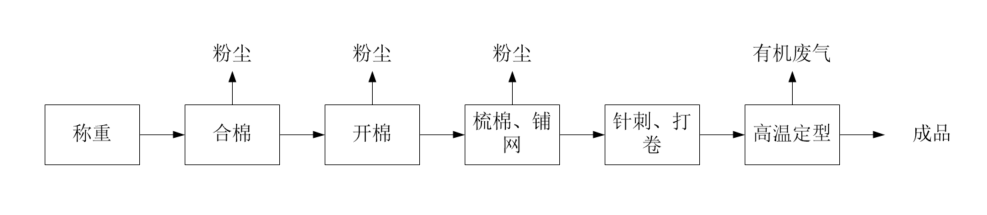 粉尘
粉尘
粉尘
有机废气
称重
合棉
开棉
梳棉、铺
网
针刺、打
卷
高温定型
成品